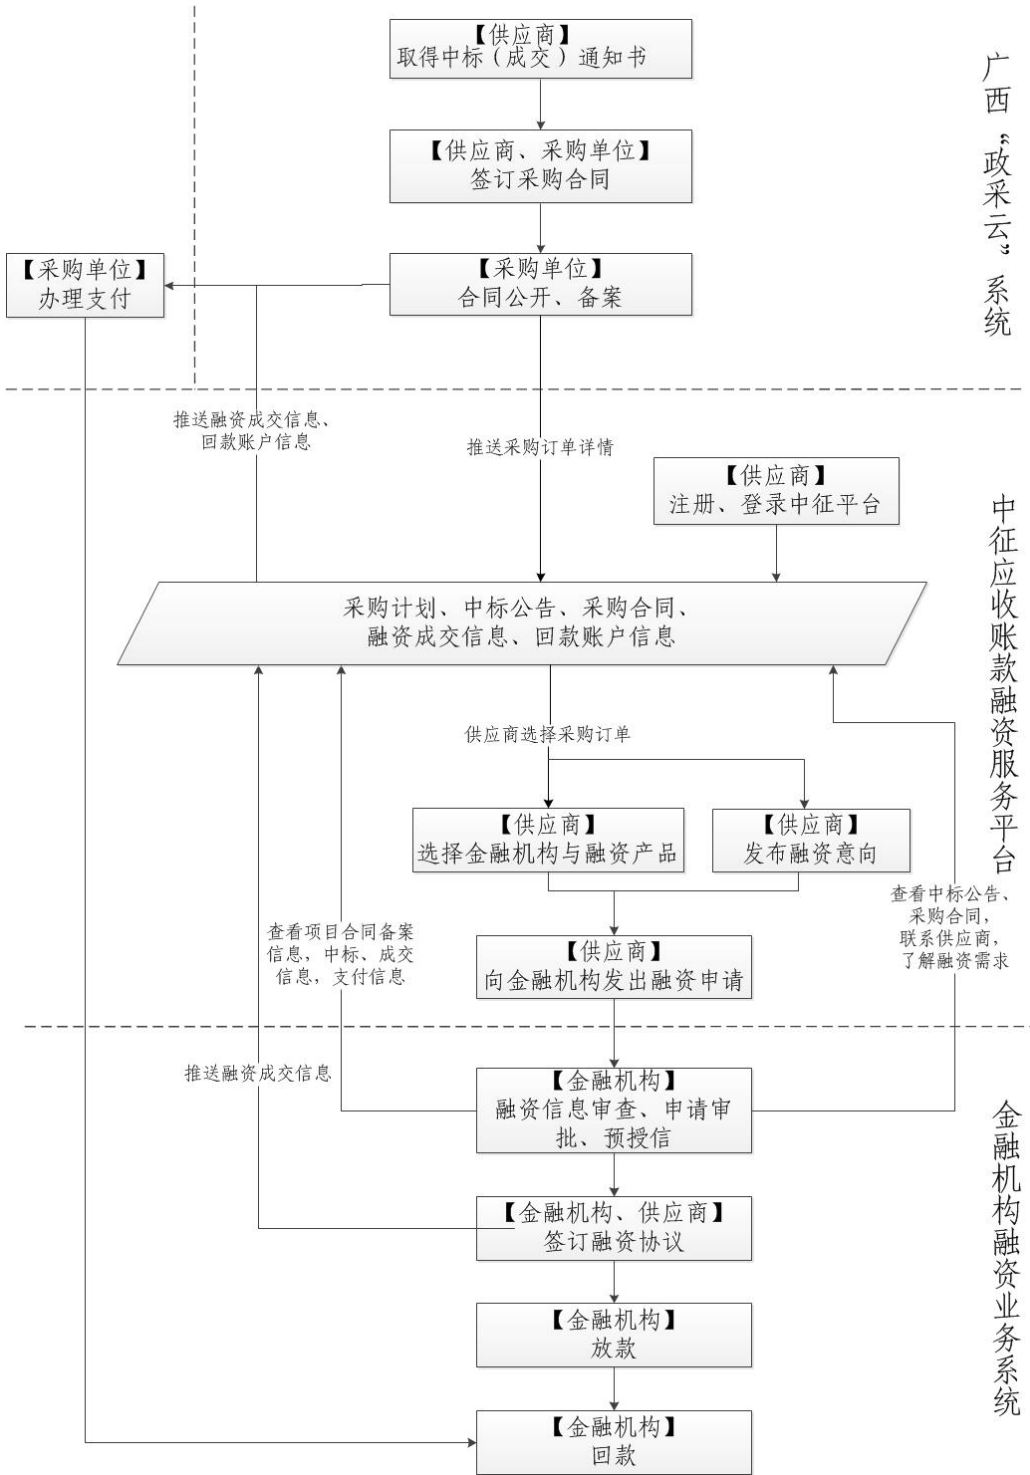 【供应商】
取得中标（成交）通知书
广西“政采云”系统
【供应商、采购单位】
签订采购合同
【采购单位】
办理支付
【采购单位】
合同公开、备案
推送融资成交信息、
回款账户信息
推送采购订单详情
【供应商】
注册、登录中征平台
中征应收账款融资服务平台
采购计划、中标公告、采购合同、
融资成交信息、回款账户信息
供应商选择采购订单
【供应商】
选择金融机构与融资产品
【供应商】
发布融资意向
查看中标公告、
采购合同，
联系供应商，
了解融资需求
查看项目合同备案
信息，中标、成交
信息，支付信息
【供应商】
向金融机构发出融资申请
推送融资成交信息
【金融机构】
融资信息审查、申请审
批、预授信
金融机构融资业务系统
【金融机构、供应商】
签订融资协议
【金融机构】
放款
【金融机构】
回款